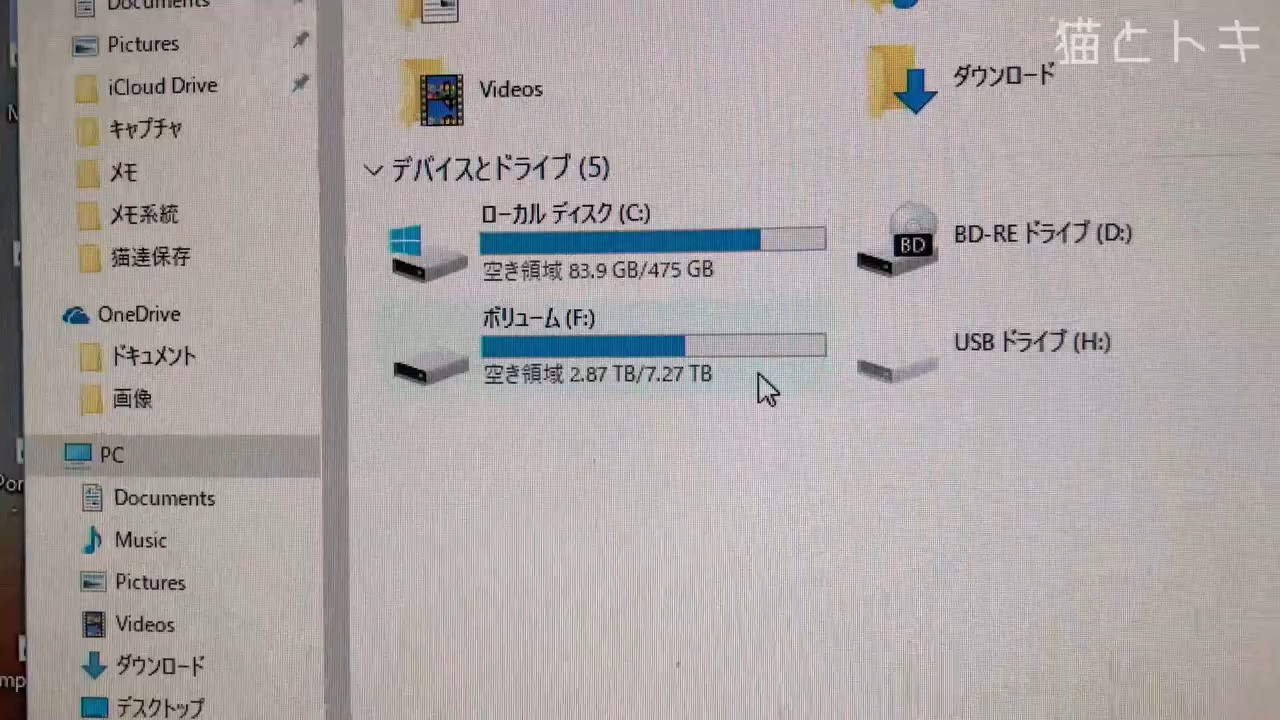 Documents
Pictures
iCloud Drive
キャプチャ
メモ
メモ系統
猫達保存
OneDrive
ドキュメント
画像
PC
Documents
Music
Pictures
Videos
ダウンロード
デスクトップ
猫とトキ
Videos
ダウンロード
デバイスとドライブ (5)
ローカル ディスク (C:)
空き領域 83.9 GB/475 GB
BD
BD-RE ドライブ (D:)
ボリューム (F:)
空き領域 2.87 TB/7.27 TB
USB ドライブ (H:)